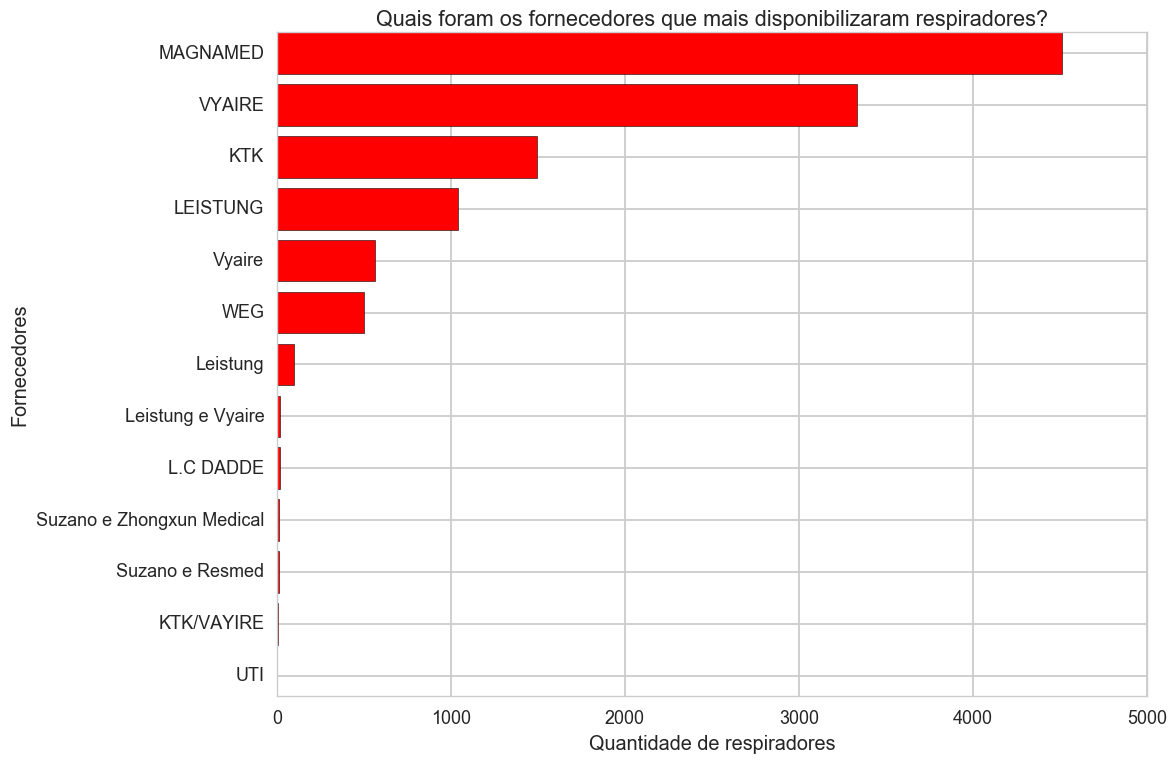 Quais foram os fornecedores que mais disponibilizaram respiradores?
MAGNAMED
VYAIRE
KTK
LEISTUNG
Vyaire
WEG
Leistung
Leistung e Vyaire
L.C DADDE
Suzano e Zhongxun Medical
Suzano e Resmed
KTK/VAYIRE
UTI
Fornecedores
0 1000 2000 3000 4000 5000
Quantidade de respiradores